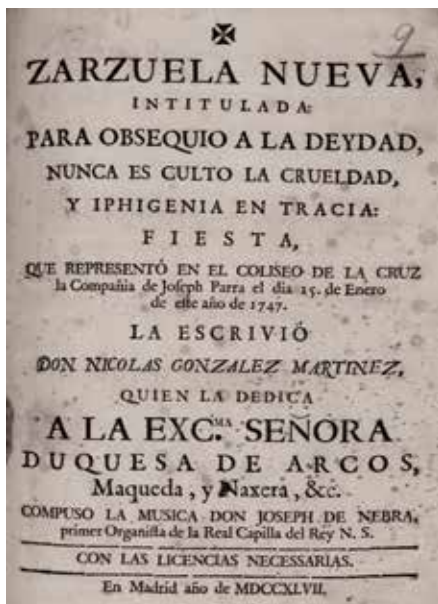 9
ZARZUELA NUEVA,
INTITULADA:
PARA OBSEQUIO A LA DEYDAD,
NUNCA ES CULTO LA CRUELDAD,
Y IPHIGENIA EN TRACIA:
FIESTA,
QUE REPRESENTÓ EN EL COLISEO DE LA CRUZ
la Compañia de Joseph Parra el dia 15. de Enero
de este año de 1747.
LA ESCRIVIÓ
DON NICOLAS GONZALEZ MARTINEZ,
QUIEN LA DEDICA
A LA EXC.MA SEÑORA
DUQUESA DE ARCOS,
Maqueda, y Naxera, &c.
COMPUSO LA MUSICA DON JOSEPH DE NEBRA,
primer Organista de la Real Capilla del Rey N. S.
CON LAS LICENCIAS NECESSARIAS.
En Madrid año de MDCCXLVII.